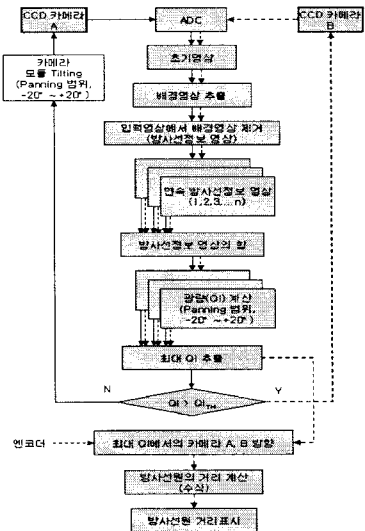 CCD 카메라
A
ADC
CCD 카메라
B
카메라
모듈 Tilting
(Panning 범위,
-20° ~ +20°)
초기영상
배경영상 추출
입력영상에서 배경영상 제거
(방사선정보 영상)
연속 방사선정보 영상
(1,2,3,...n)
방사선정보 영상의 합
광량(QI) 계산
(Panning 범위,
-20° ~ +20°)
최대 QI 추출
N
QI > QI_TH
Y
엔코더
최대 QI에서의 카메라 A, B 방향
방사선원의 거리 계산
(수식)
방사선원 거리표시